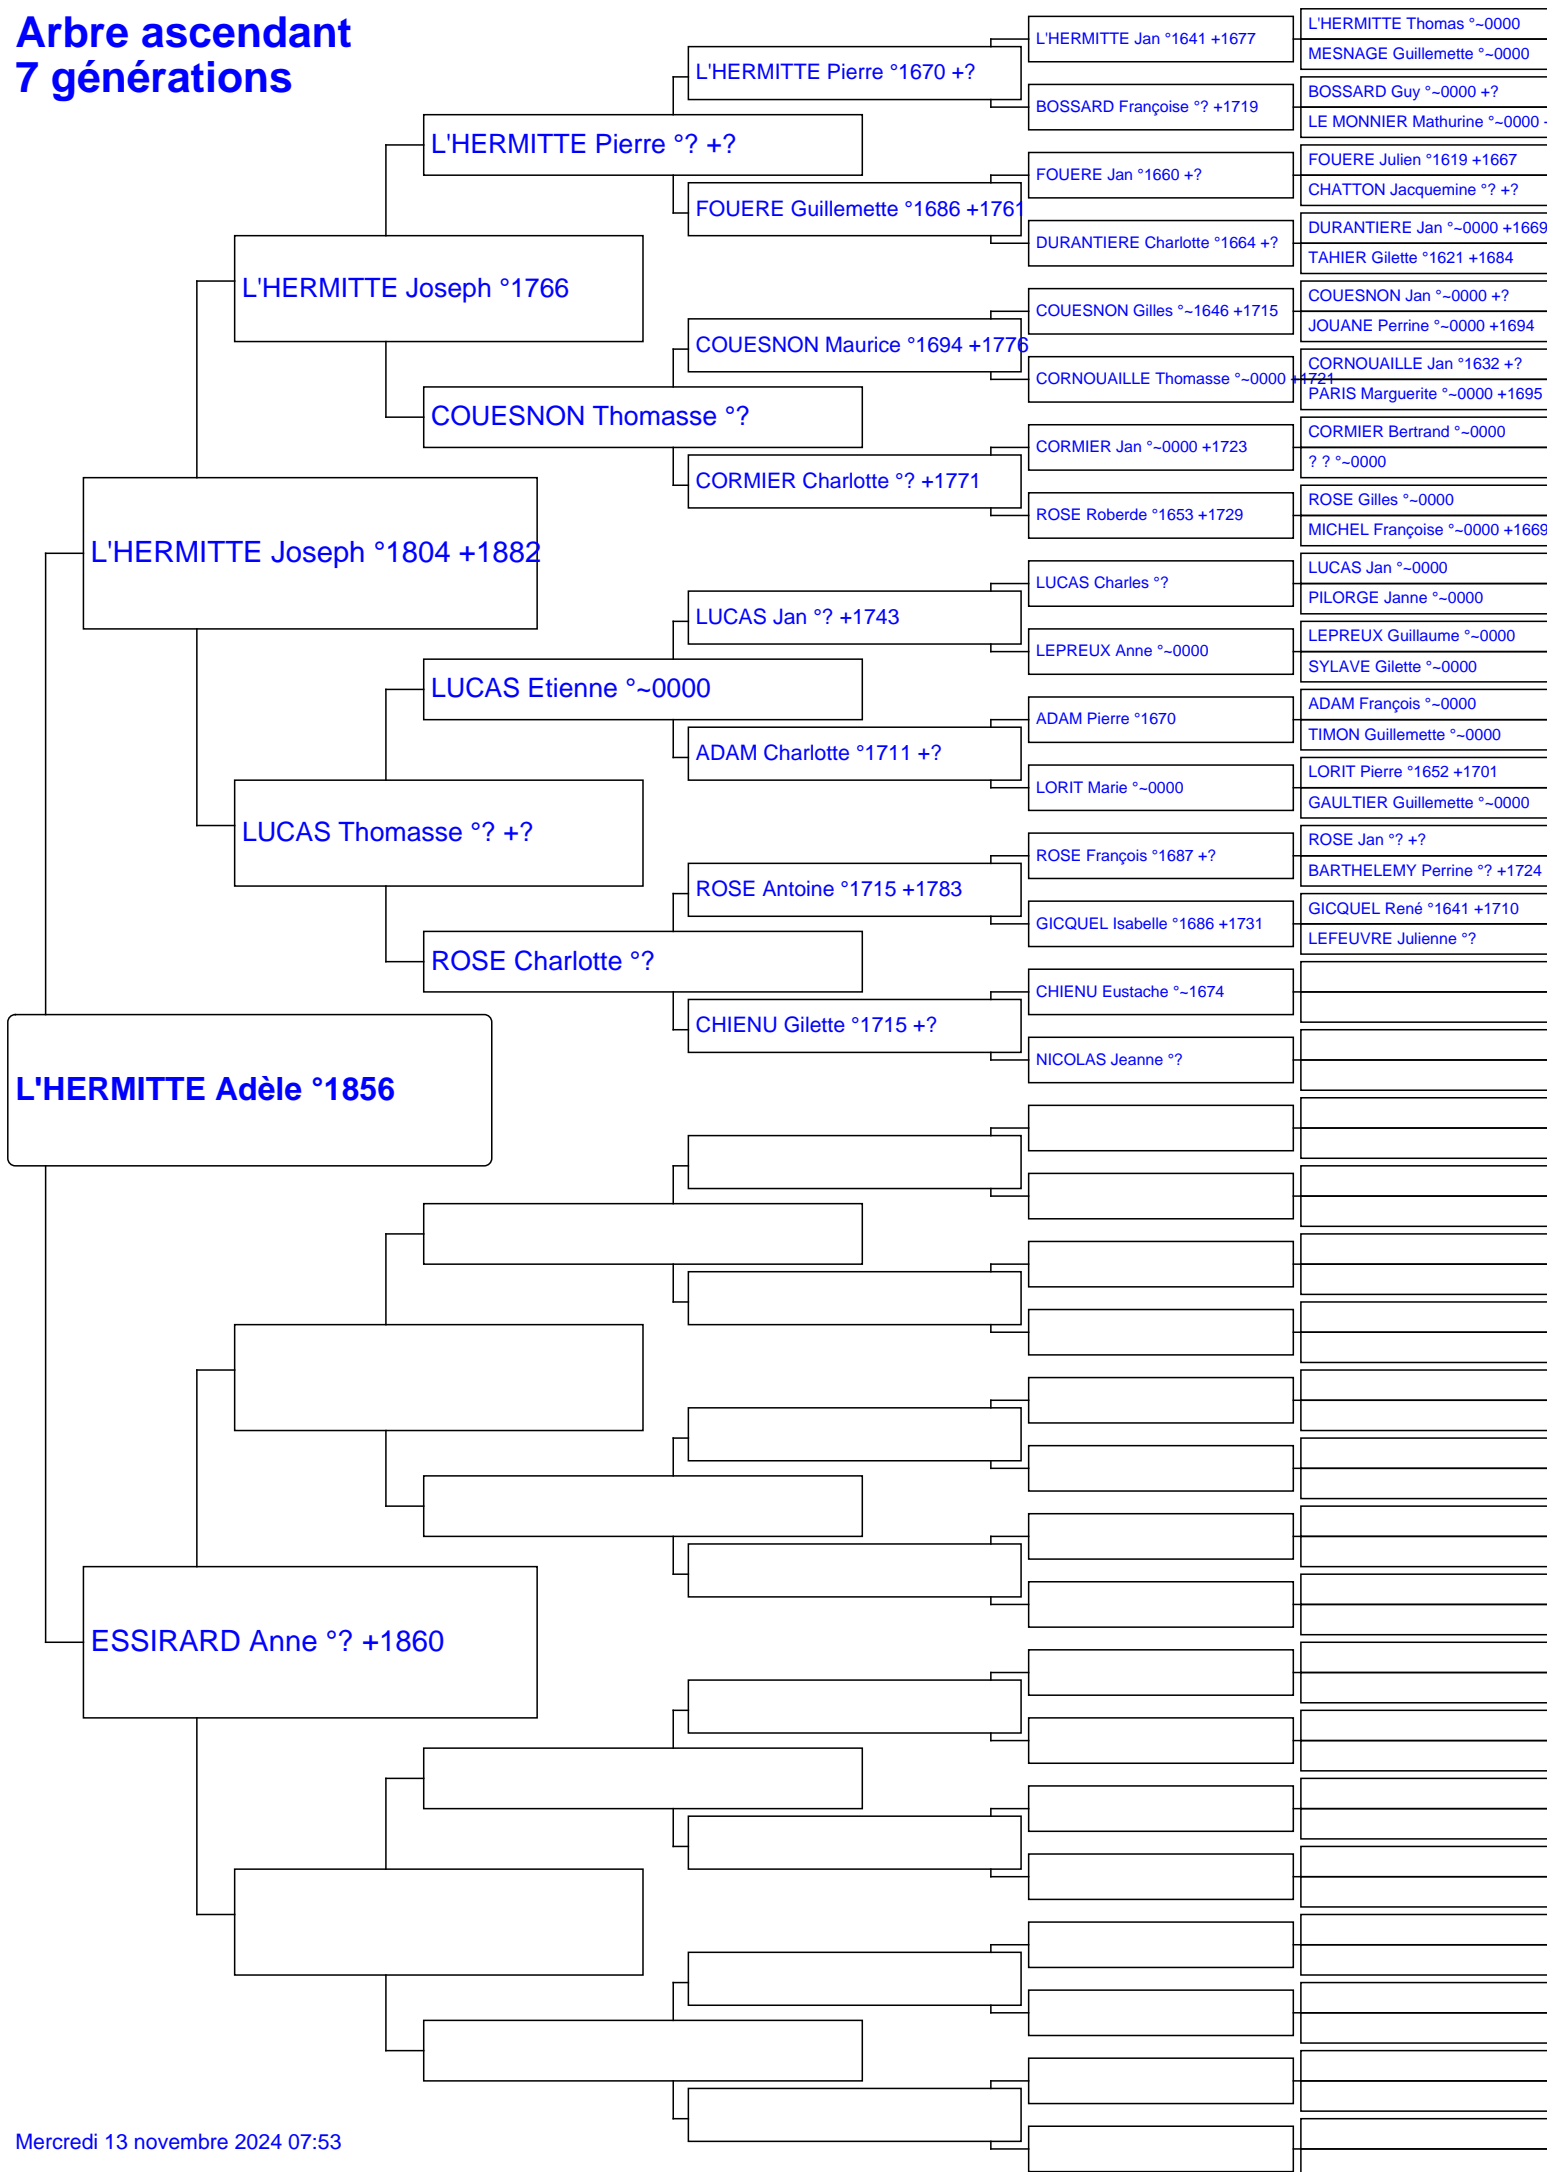 Arbre ascendant
7 générations
L'HERMITTE Adèle °1856
L'HERMITTE Joseph °1804 +1882
ESSIRARD Anne °? +1860
L'HERMITTE Joseph °1766
LUCAS Thomasse °? +?
L'HERMITTE Pierre °? +?
COUESNON Thomasse °?
LUCAS Etienne °~0000
ROSE Charlotte °?
L'HERMITTE Pierre °1670 +?
FOUERE Guillemette °1686 +1761
COUESNON Maurice °1694 +1776
CORMIER Charlotte °? +1771
LUCAS Jan °? +1743
ADAM Charlotte °1711 +?
ROSE Antoine °1715 +1783
CHIENU Gilette °1715 +?
L'HERMITTE Jan °1641 +1677
BOSSARD Françoise °? +1719
FOUERE Jan °1660 +?
DURANTIERE Charlotte °1664 +?
COUESNON Gilles °~1646 +1715
CORNOUAILLE Thomasse °~0000 +1721
CORMIER Jan °~0000 +1723
ROSE Roberde °1653 +1729
LUCAS Charles °?
LEPREUX Anne °~0000
ADAM Pierre °1670
LORIT Marie °~0000
ROSE François °1687 +?
GICQUEL Isabelle °1686 +1731
CHIENU Eustache °~1674
NICOLAS Jeanne °?
L'HERMITTE Thomas °~0000
MESNAGE Guillemette °~0000
BOSSARD Guy °~0000 +?
LE MONNIER Mathurine °~0000
FOUERE Julien °1619 +1667
CHATTON Jacquemine °? +?
DURANTIERE Jan °~0000 +1669
TAHIER Gilette °1621 +1684
COUESNON Jan °~0000 +?
JOUANE Perrine °~0000 +1694
CORNOUAILLE Jan °1632 +?
PARIS Marguerite °~0000 +1695
CORMIER Bertrand °~0000
? ? °~0000
ROSE Gilles °~0000
MICHEL Françoise °~0000 +1669
LUCAS Jan °~0000
PILORGE Janne °~0000
LEPREUX Guillaume °~0000
SYLAVE Gilette °~0000
ADAM François °~0000
TIMON Guillemette °~0000
LORIT Pierre °1652 +1701
GAULTIER Guillemette °~0000
ROSE Jan °? +?
BARTHELEMY Perrine °? +1724
GICQUEL René °1641 +1710
LEFEUVRE Julienne °?
Mercredi 13 novembre 2024 07:53